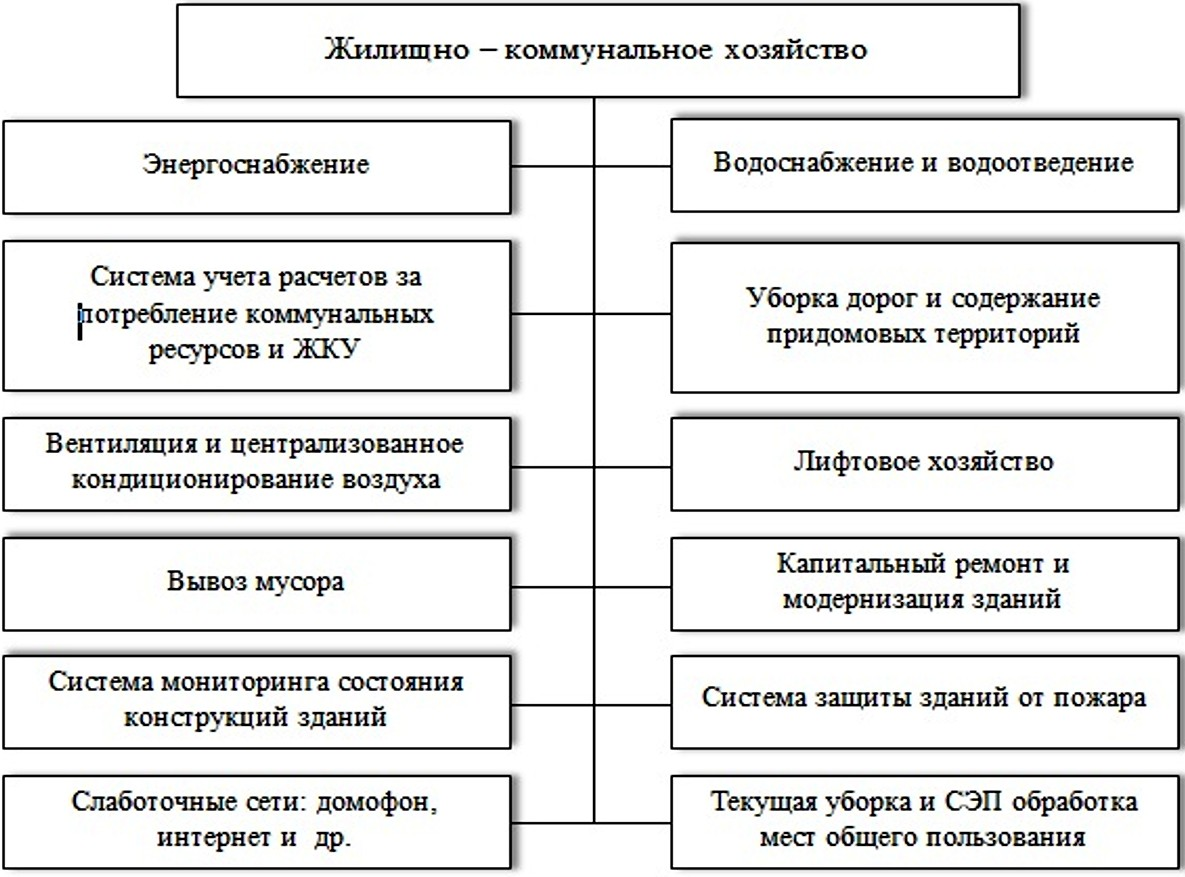 Жилищно – коммунальное хозяйство
Энергоснабжение
Водоснабжение и водоотведение
Система учета расчетов за
потребление коммунальных
ресурсов и ЖКУ
Уборка дорог и содержание
придомовых территорий
Вентиляция и централизованное
кондиционирование воздуха
Лифтовое хозяйство
Вывоз мусора
Капитальный ремонт и
модернизация зданий
Система мониторинга состояния
конструкций зданий
Система защиты зданий от пожара
Слаботочные сети: домофон,
интернет и др.
Текущая уборка и СЭП обработка
мест общего пользования